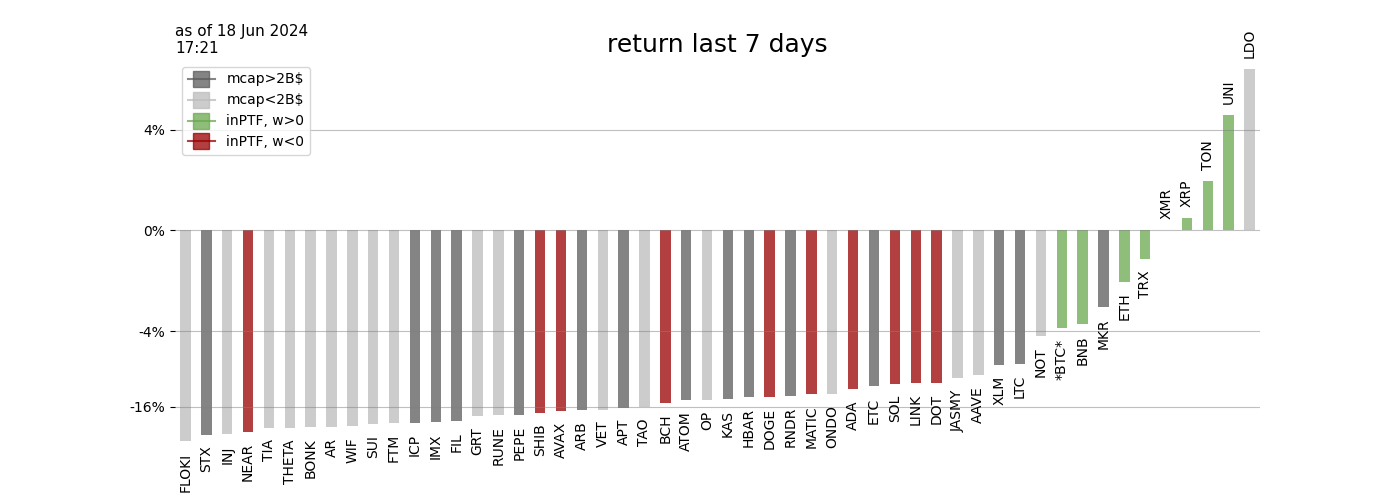 as of 18 Jun 2024
17:21
return last 7 days
mcap>2B$
mcap<2B$
inPTF, w>0
inPTF, w<0
4%
0%
-4%
-16%
FLOKI
STX
INJ
NEAR
TIA
THETA
BONK
AR
WIF
SUI
FTM
ICP
IMX
FIL
GRT
RUNE
PEPE
SHIB
AVAX
ARB
VET
APT
TAO
BCH
ATOM
OP
KAS
HBAR
DOGE
RNDR
MATIC
ONDO
ADA
ETC
SOL
LINK
DOT
JASMY
AAVE
XLM
LTC
NOT
*BTC*
BNB
MKR
ETH
TRX
XMR
XRP
TON
UNI
LDO